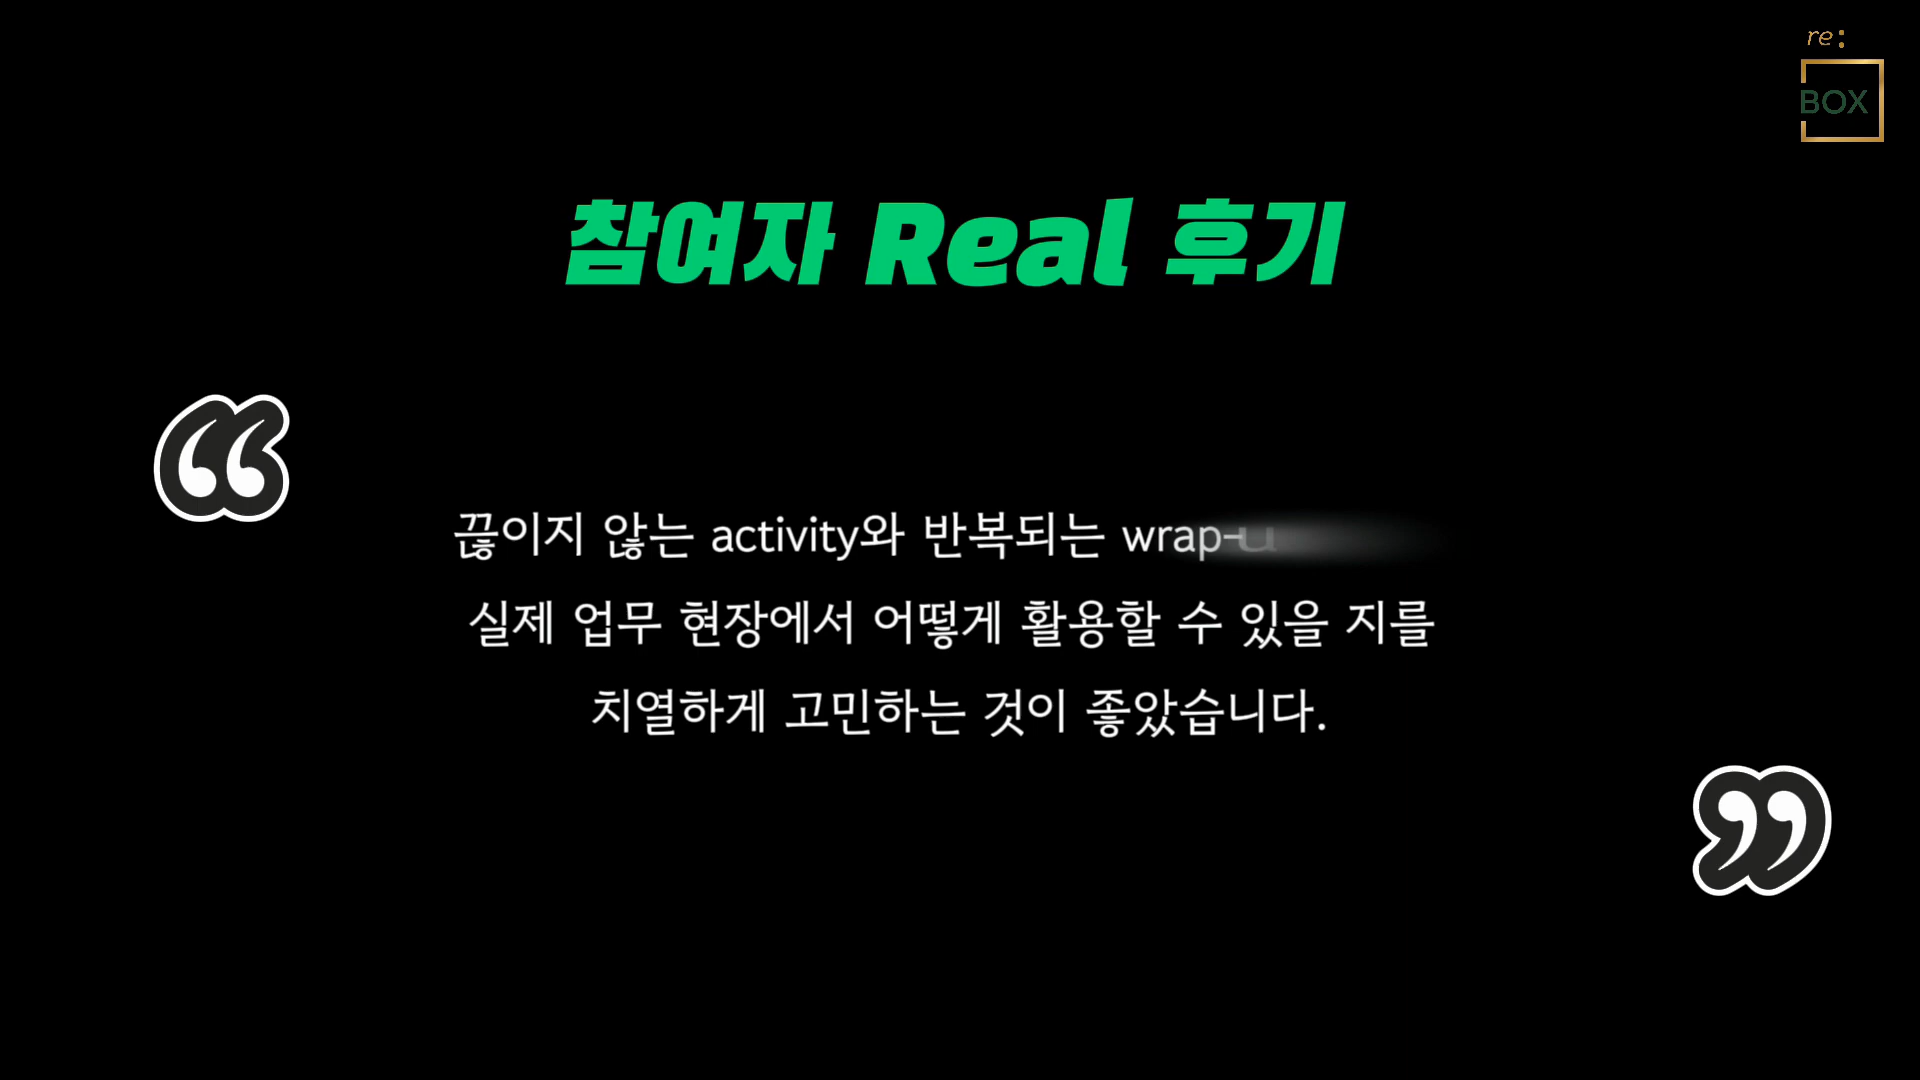 re:
BOX
참여자 Real 후기
끊이지 않는 activity와 반복되는
실제 업무 현장에서 어떻게 활용할 수 있을 지를
치열하게 고민하는 것이 좋았습니다.